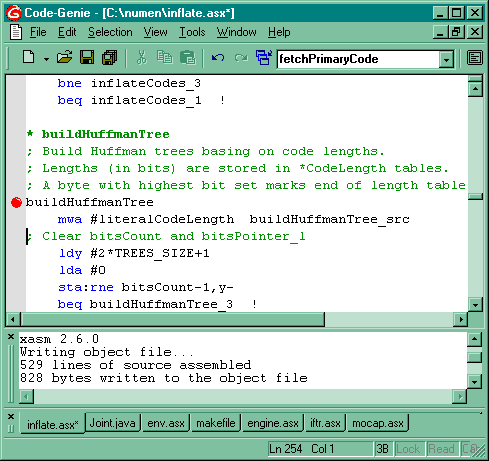 Code-Genie - [C:\numen\inflate.asx*]
File Edit Selection View Tools Window Help
fetchPrimaryCode
bne inflateCodes_3
beq inflateCodes_1 !
* buildHuffmanTree
; Build Huffman trees basing on code lengths.
; Lengths (in bits) are stored in *CodeLength tables.
; A byte with highest bit set marks end of length table
buildHuffmanTree
mwa #literalCodeLength buildHuffmanTree_src
; Clear bitsCount and bitsPointer_l
ldy #2*TREES_SIZE+1
lda #0
sta:rne bitsCount-1,y-
beq buildHuffmanTree_3 !
xasm 2.6.0
Writing object file...
529 lines of source assembled
828 bytes written to the object file
inflate.asx* Joint.java env.asx makefile engine.asx iftr.asx mocap.asx
Ln 254 Col 1 3B Lock Read